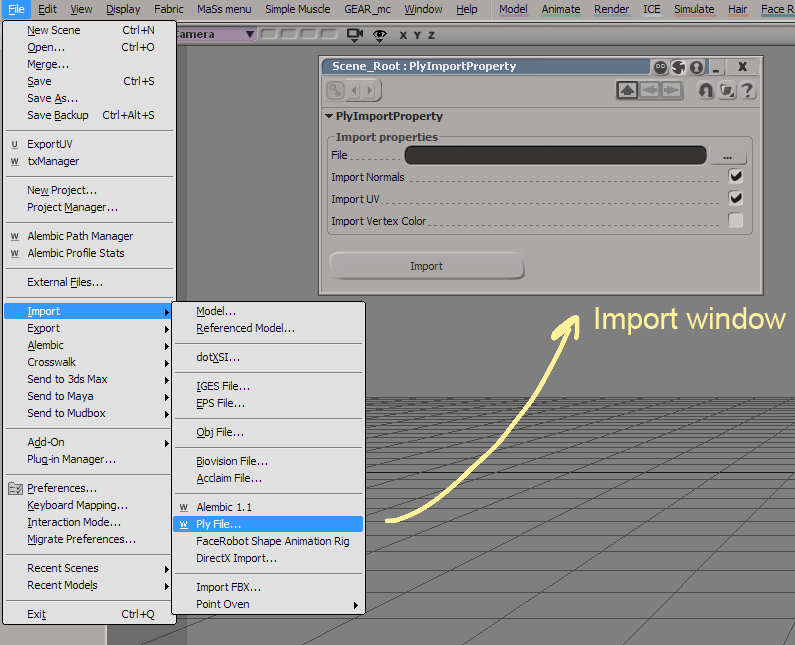 File Edit View Display Fabric MaSs menu Simple Muscle GEAR_mc Window Help Model Animate Render ICE Simulate Hair
Camera X Y Z
New Scene Ctrl+N
Open... Ctrl+O
Merge...
Save Ctrl+S
Save As...
Save Backup Ctrl+Alt+S
U ExportUV
W txManager
New Project...
Project Manager...
W Alembic Path Manager
W Alembic Profile Stats
External Files...
Import
Export
Alembic
Crosswalk
Send to 3ds Max
Send to Maya
Send to Mudbox
Add-On
Plug-in Manager...
Preferences...
Keyboard Mapping...
Interaction Mode...
Migrate Preferences...
Recent Scenes
Recent Models
Exit Ctrl+Q
Model...
Referenced Model...
dotXSI...
IGES File...
EPS File...
Obj File...
Biovision File...
Acclaim File...
W Alembic 1.1
W Ply File...
FaceRobot Shape Animation Rig
DirectX Import...
Import FBX...
Point Oven
Scene_Root : PlyImportProperty
PlyImportProperty
Import properties
File ...
Import Normals
Import UV
Import Vertex Color
Import
Import window